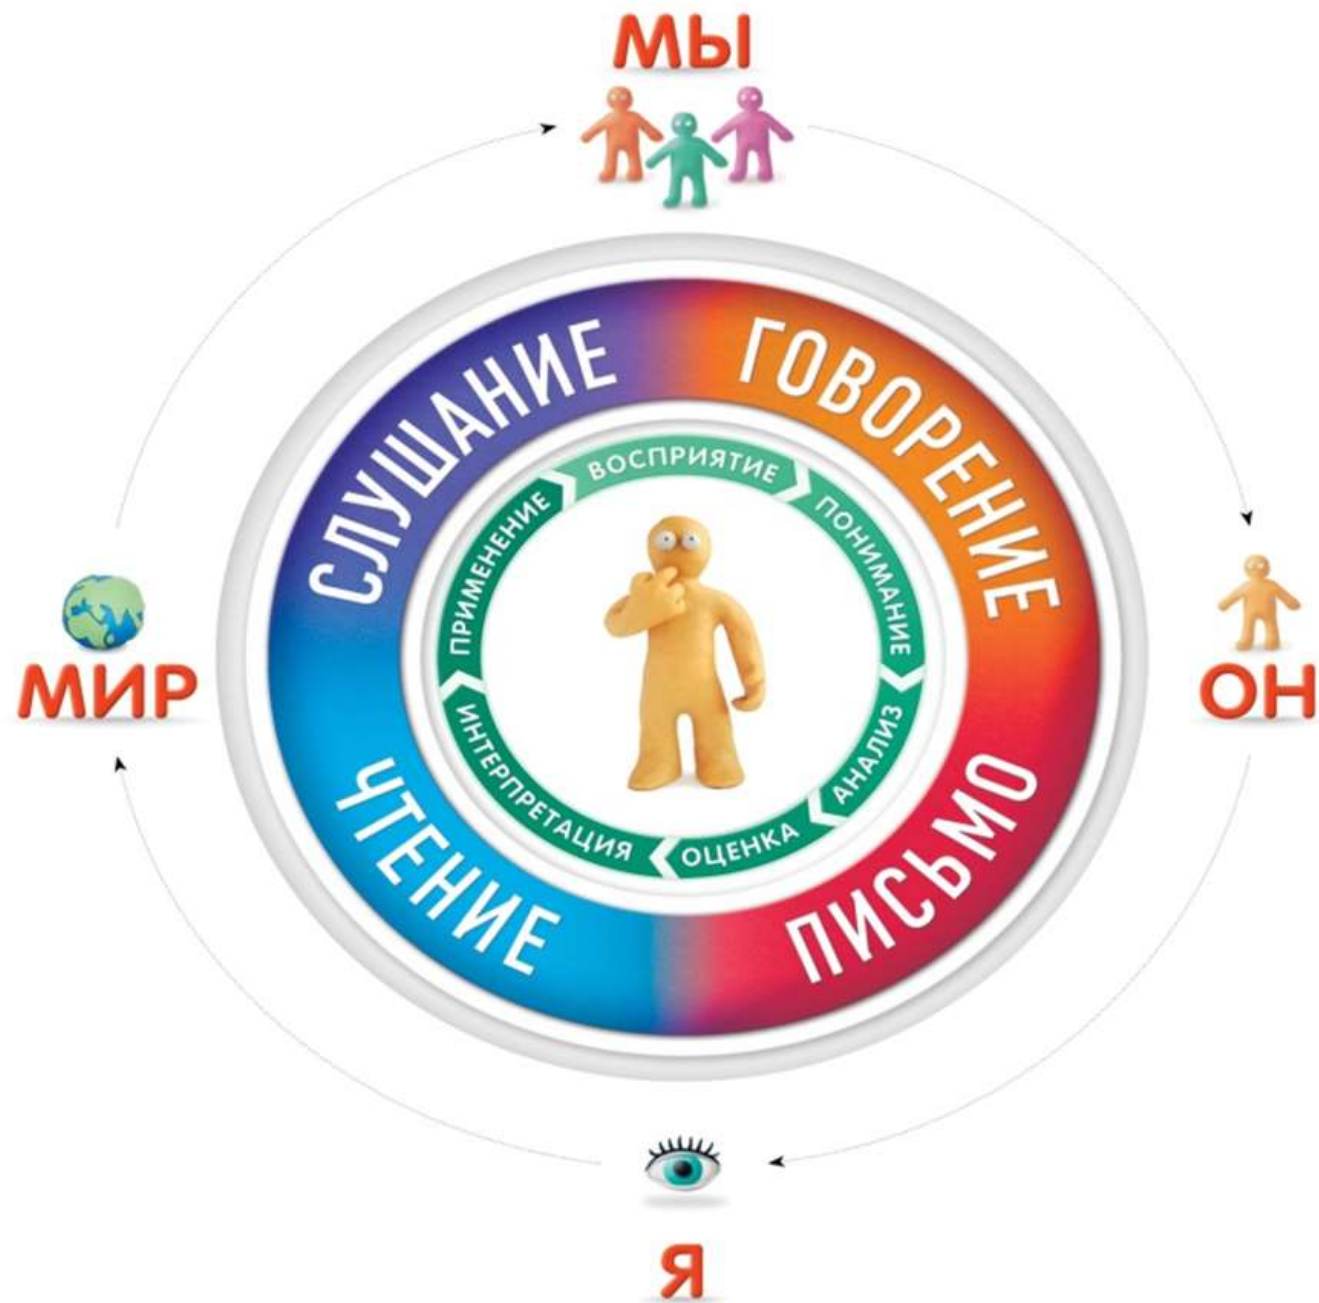 МЫ
СЛУШАНИЕ
ГОВОРЕНИЕ
ВОСПРИЯТИЕ
ПОНИМАНИЕ
ПРИМЕНЕНИЕ
МИР
ОН
ИНТЕРПРЕТАЦИЯ
АНАЛИЗ
ОЦЕНКА
ЧТЕНИЕ
ПИСЬМО
Я